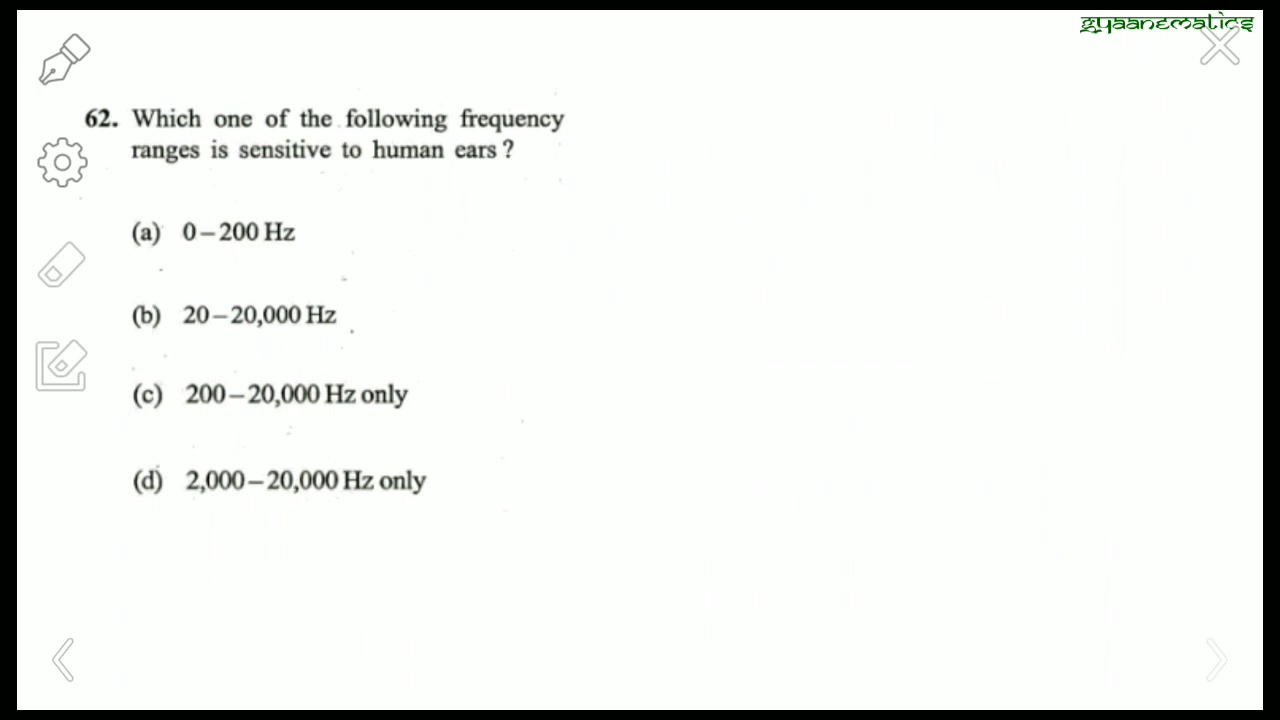 gyaanematics
62. Which one of the following frequency
ranges is sensitive to human ears ?
(a) 0–200 Hz
(b) 20–20,000 Hz
(c) 200–20,000 Hz only
(d) 2,000–20,000 Hz only